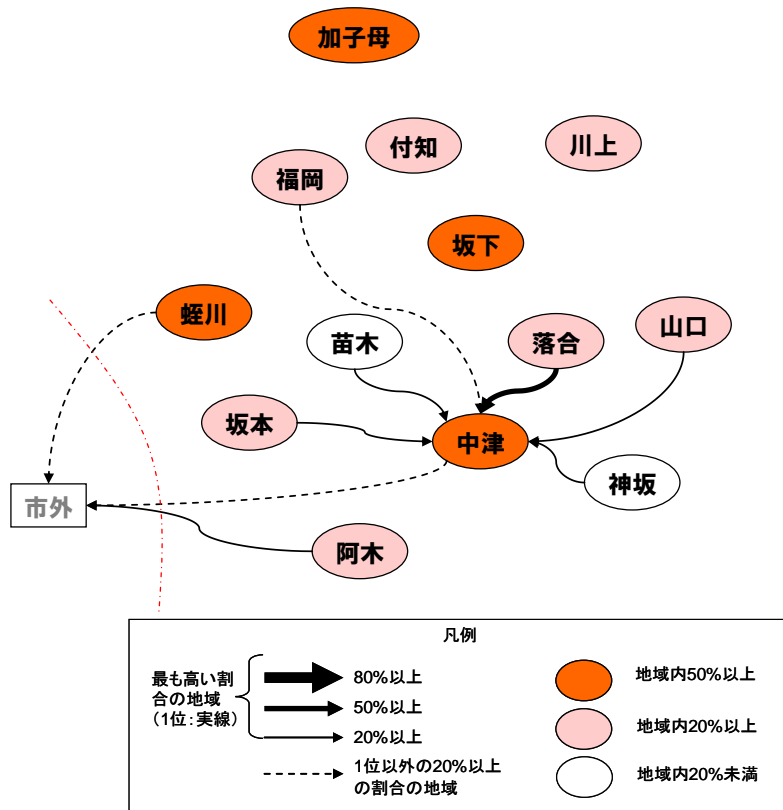 加子母
付知
川上
福岡
坂下
蛭川
苗木
落合
山口
坂本
中津
神坂
市外
阿木
凡例
最も高い割
合の地域
（1位：実線）
80％以上
50％以上
20％以上
1位以外の20％以上
の割合の地域
地域内50％以上
地域内20％以上
地域内20％未満